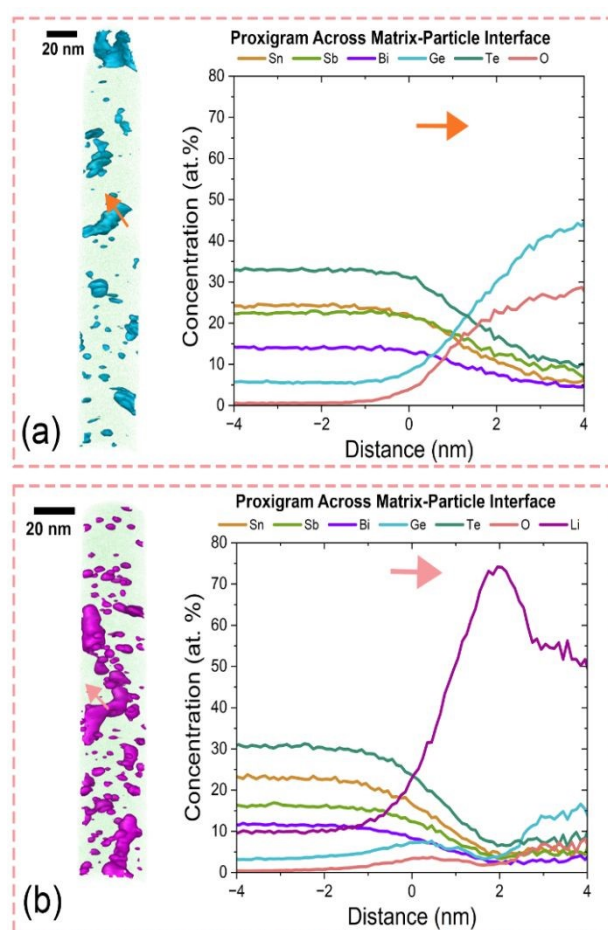 20 nm
Proxigram Across Matrix-Particle Interface
Sn Sb Bi Ge Te O
80
70
60
50
40
30
20
10
0
Concentration (at.%)
−4 −2 0 2 4
Distance (nm)
(a)
20 nm
Proxigram Across Matrix-Particle Interface
Sn Sb Bi Ge Te O Li
80
70
60
50
40
30
20
10
0
Concentration (at. %)
−4 −2 0 2 4
Distance (nm)
(b)